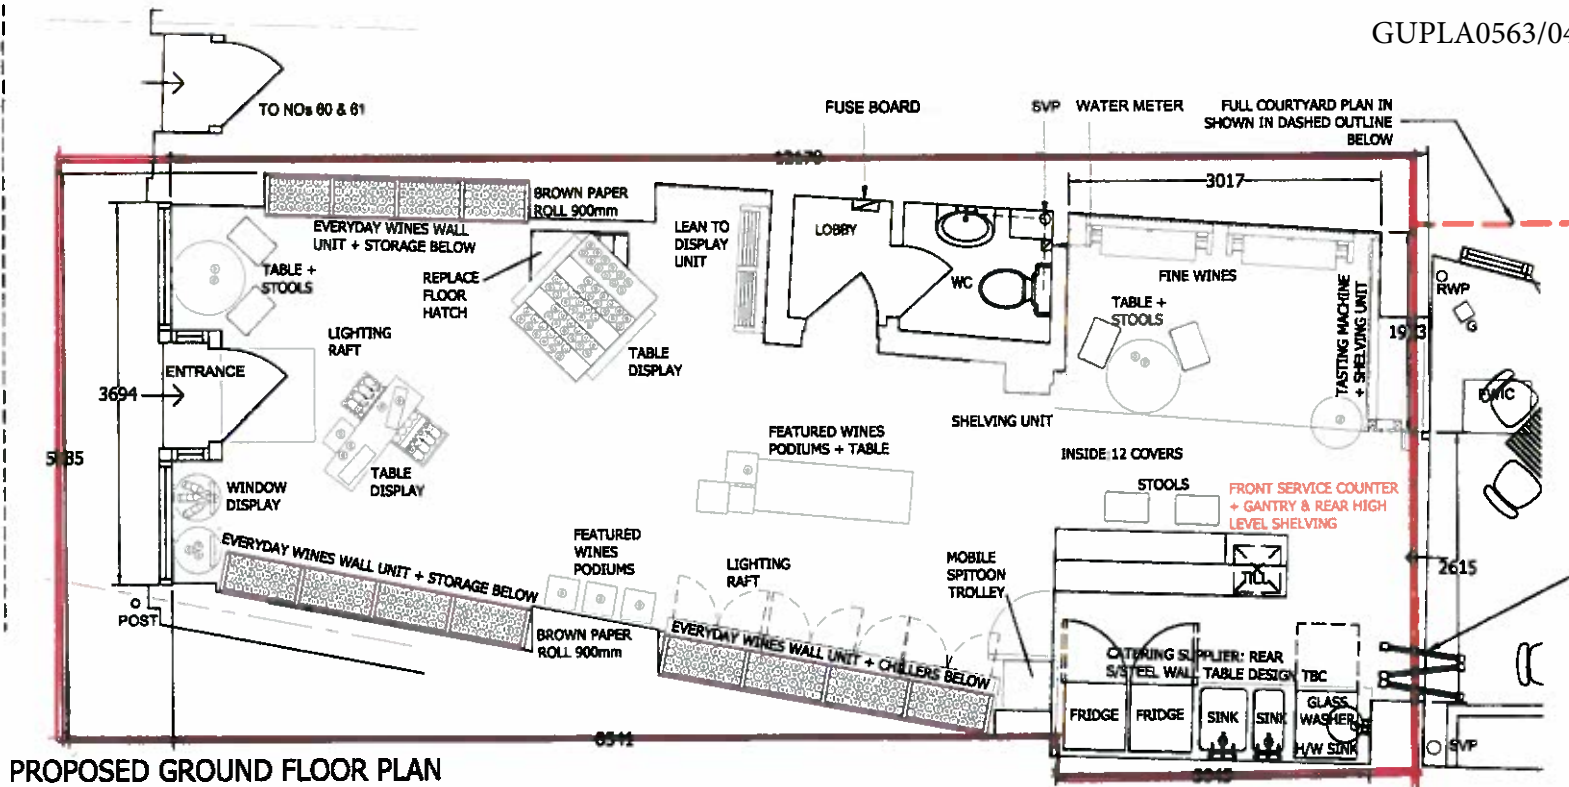 GUPLA0563/04
TO NOs 60 & 61
FUSE BOARD
SVP
WATER METER
FULL COURTYARD PLAN IN
SHOWN IN DASHED OUTLINE
BELOW
3017
BROWN PAPER
ROLL 900mm
EVERYDAY WINES WALL
UNIT + STORAGE BELOW
LEAN TO
DISPLAY
UNIT
LOBBY
WC
FINE WINES
TABLE +
STOOLS
REPLACE
FLOOR
HATCH
TABLE +
STOOLS
TASTING MACHINE
+ SHELVING UNIT
RWP
G
LIGHTING
RAFT
TABLE
DISPLAY
ENTRANCE
3694
SHELVING UNIT
FEATURED WINES
PODIUMS + TABLE
INSIDE: 12 COVERS
TABLE
DISPLAY
WINDOW
DISPLAY
STOOLS
FRONT SERVICE COUNTER
+ GANTRY & REAR HIGH
LEVEL SHELVING
EVERYDAY WINES WALL UNIT + STORAGE BELOW
FEATURED
WINES
PODIUMS
LIGHTING
RAFT
MOBILE
SPITOON
TROLLEY
TILL
2615
POST
BROWN PAPER
ROLL 900mm
EVERYDAY WINES WALL UNIT + CHILLERS BELOW
CATERING SUPPLIER: REAR
S/STEEL WALL TABLE DESIGN TBC
FRIDGE
FRIDGE
SINK
SINK
GLASS
WASHER
H/W SINK
SVP
PROPOSED GROUND FLOOR PLAN